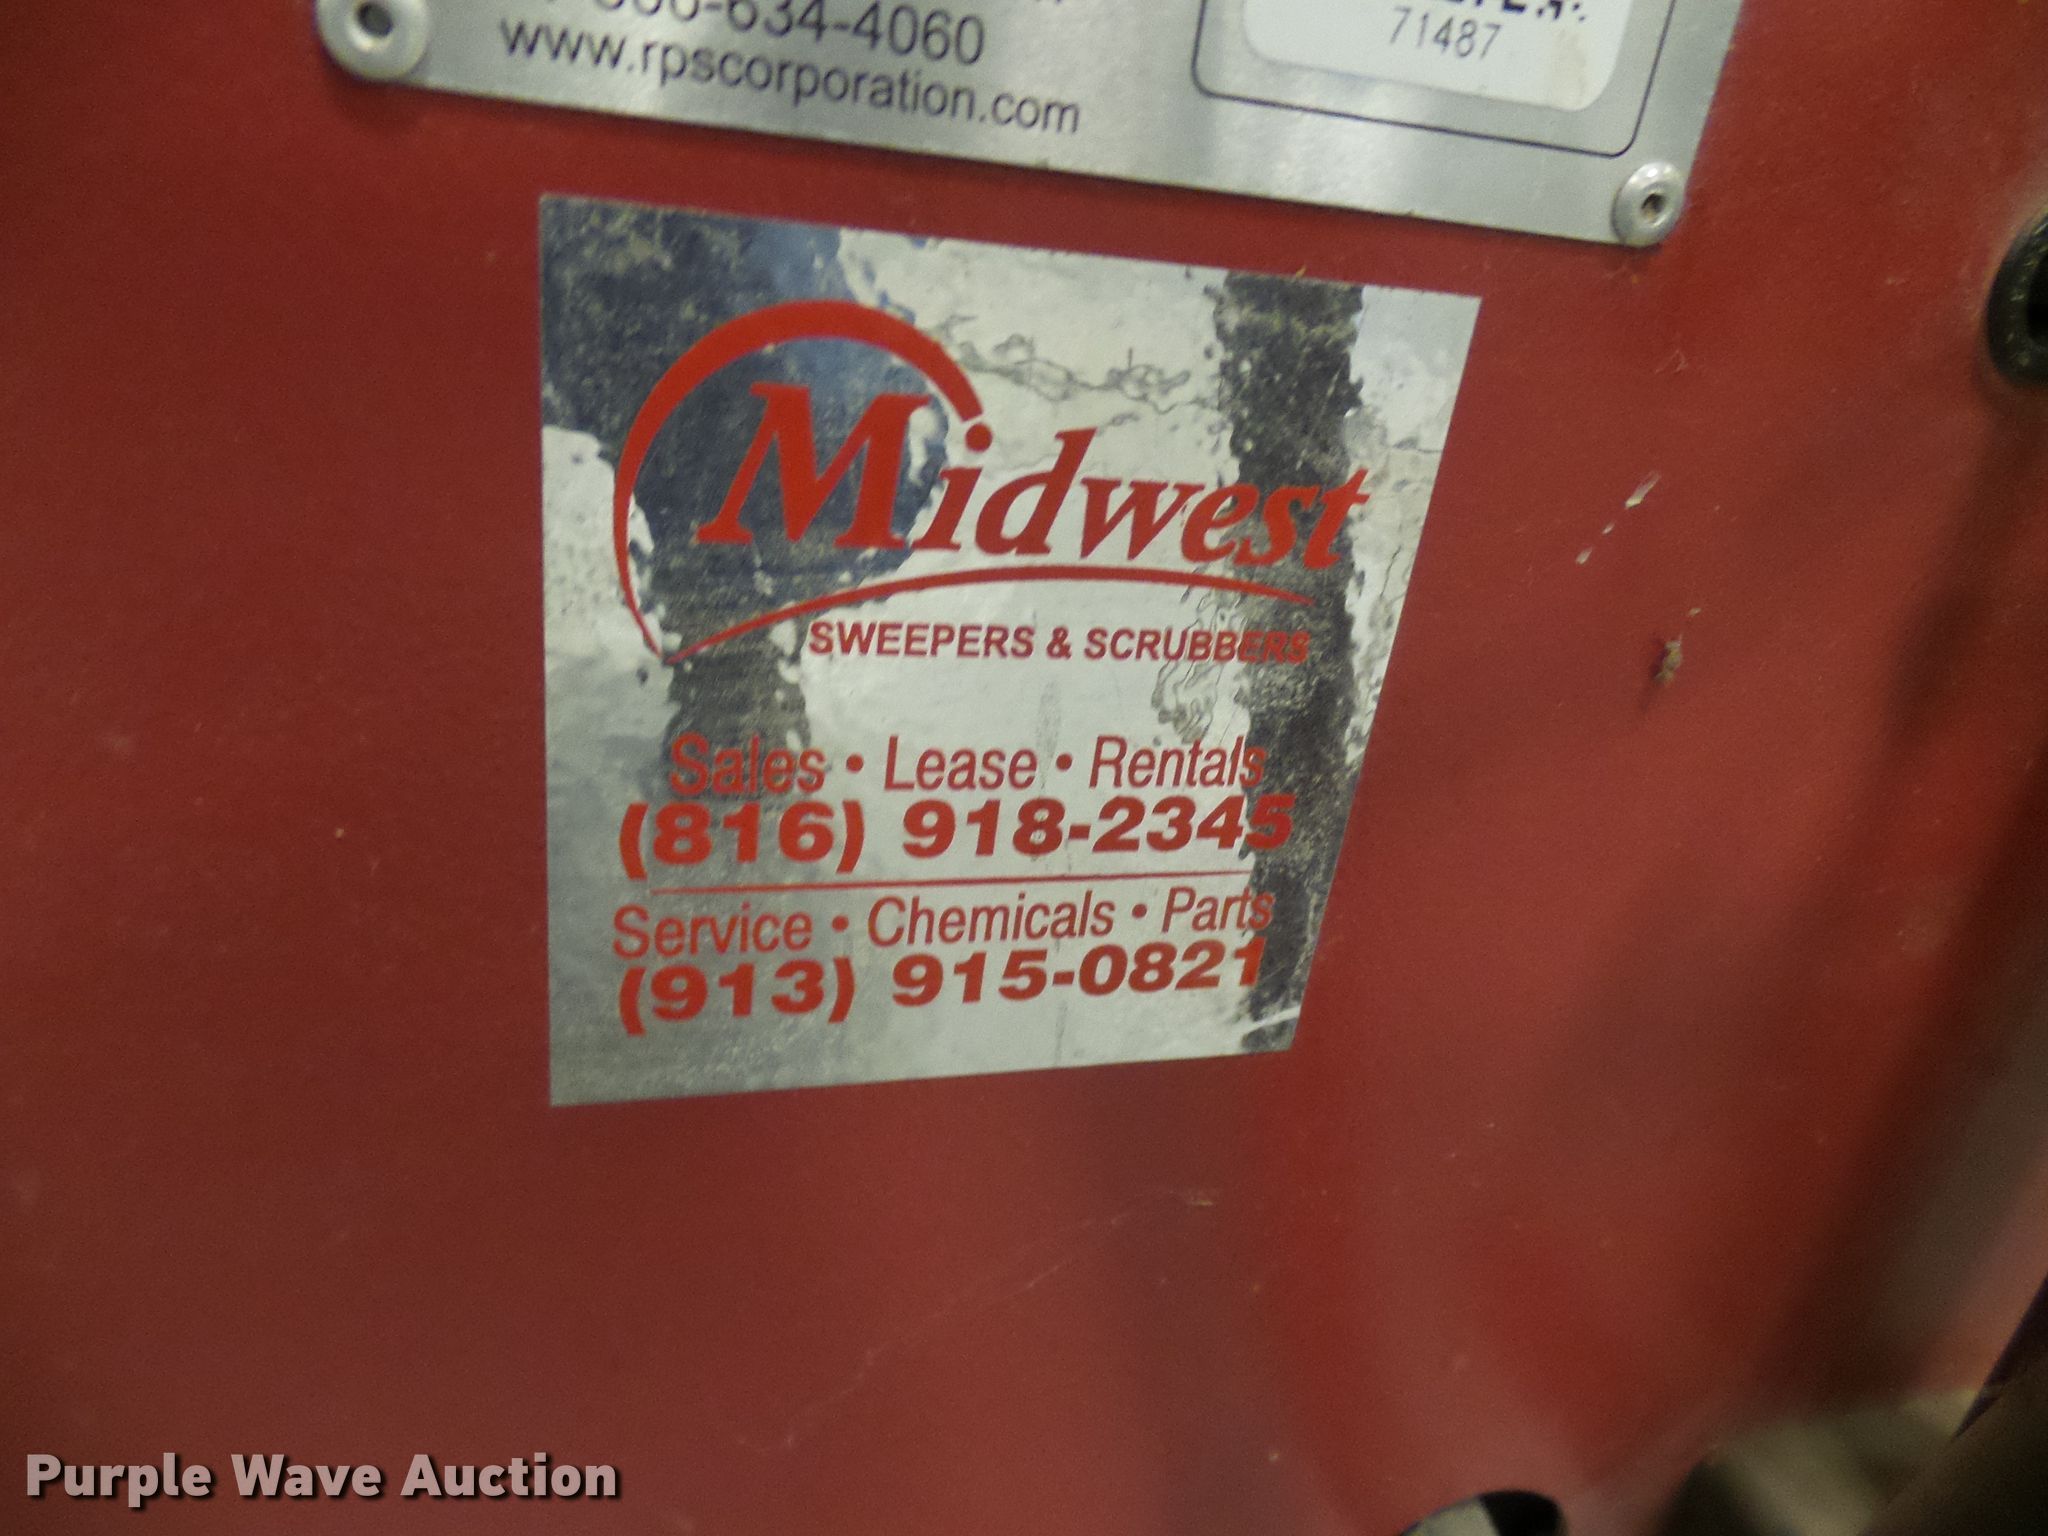 634-4060
www.rpscorporation.com
71487
Midwest
SWEEPERS & SCRUBBERS
Sales • Lease • Rentals
(816) 918-2345
Service • Chemicals • Parts
(913) 915-0821
Purple Wave Auction